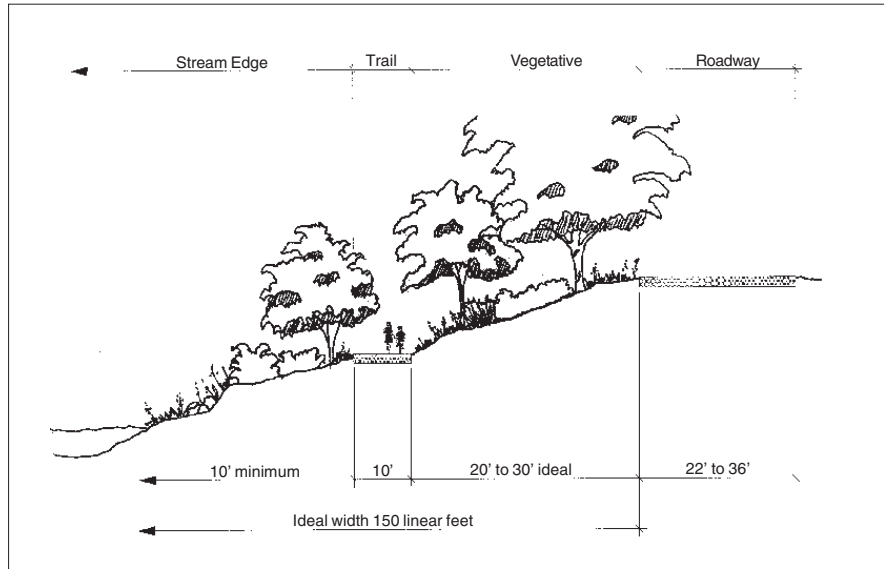 Stream Edge Trail Vegetative Roadway
10' minimum 10' 20' to 30' ideal 22' to 36'
Ideal width 150 linear feet